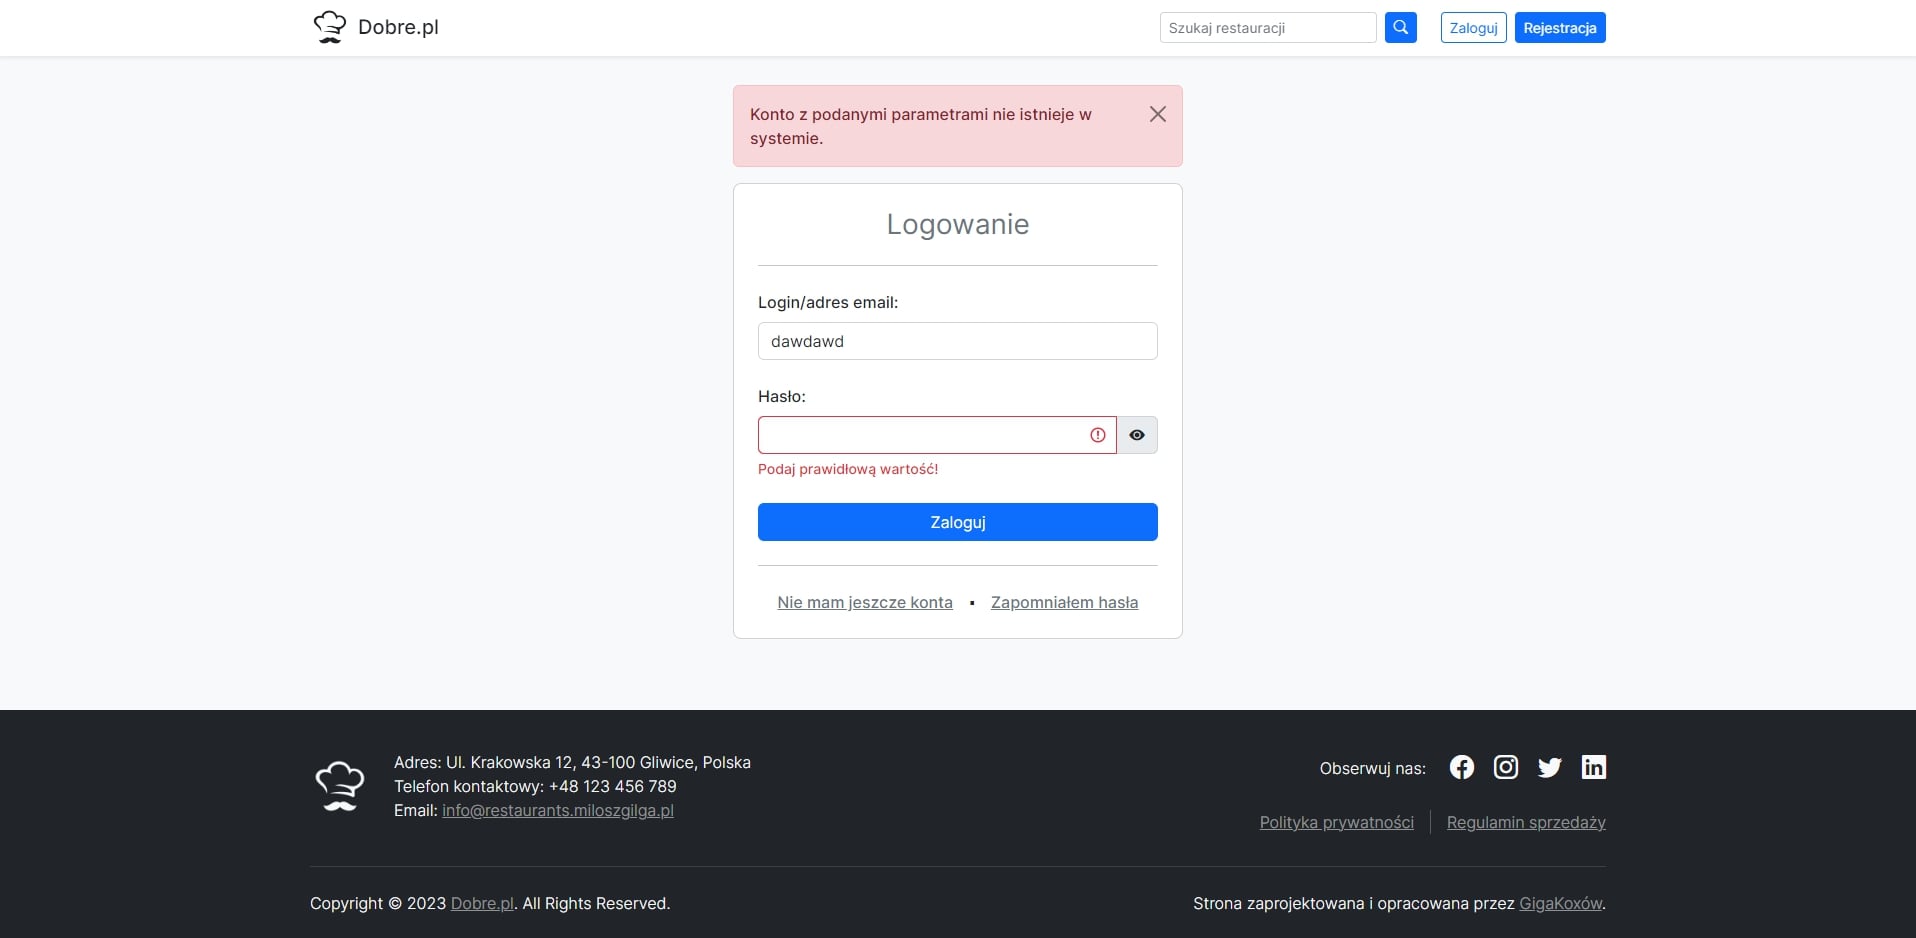 Dobre.pl
Szukaj restauracji
Zaloguj
Rejestracja
Konto z podanymi parametrami nie istnieje w
systemie.
Logowanie
Login/adres email:
dawdawd
Hasło:
Podaj prawidłową wartość!
Zaloguj
Nie mam jeszcze konta ▪ Zapomniałem hasła
Adres: Ul. Krakowska 12, 43-100 Gliwice, Polska
Telefon kontaktowy: +48 123 456 789
Email: info@restaurants.miloszgilga.pl
Obserwuj nas:
Polityka prywatności
Regulamin sprzedaży
Copyright © 2023 Dobre.pl. All Rights Reserved.
Strona zaprojektowana i opracowana przez GigaKoxów.